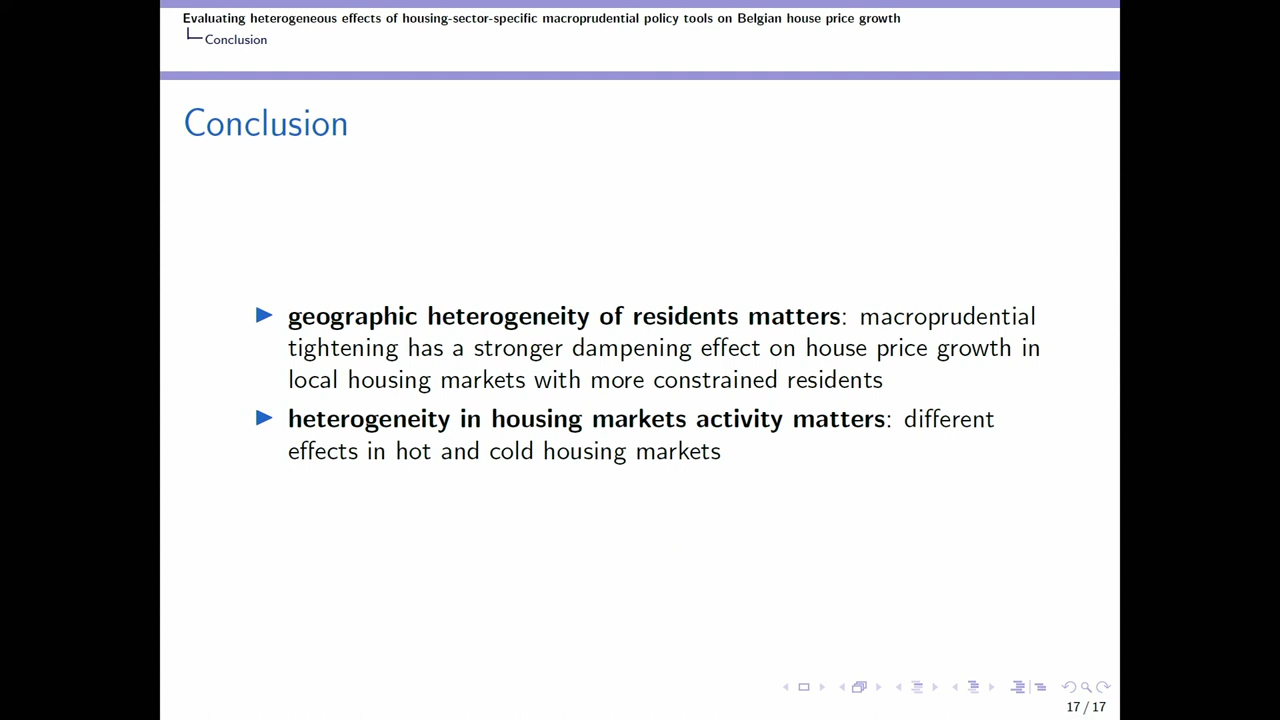 Evaluating heterogeneous effects of housing-sector-specific macroprudential policy tools on Belgian house price growth
Conclusion
Conclusion
geographic heterogeneity of residents matters: macroprudential
tightening has a stronger dampening effect on house price growth in
local housing markets with more constrained residents
heterogeneity in housing markets activity matters: different
effects in hot and cold housing markets
17 / 17